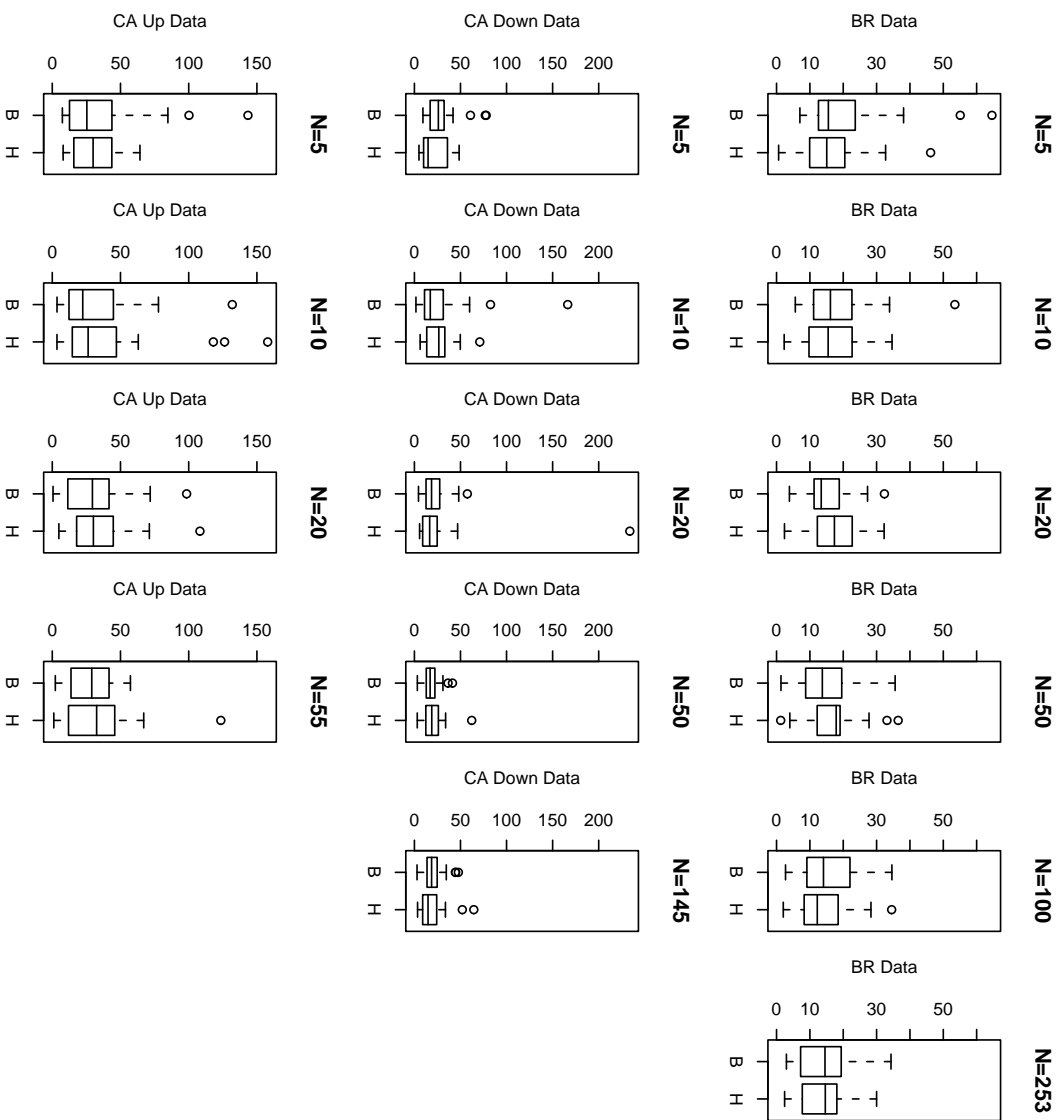 N=5
BR Data
0 10 30 50
B H
N=10
BR Data
0 10 30 50
B H
N=20
BR Data
0 10 30 50
B H
N=50
BR Data
0 10 30 50
B H
N=100
BR Data
0 10 30 50
B H
N=253
BR Data
0 10 30 50
B H
N=5
CA Down Data
0 50 100 150 200
B H
N=10
CA Down Data
0 50 100 150 200
B H
N=20
CA Down Data
0 50 100 150 200
B H
N=50
CA Down Data
0 50 100 150 200
B H
N=145
CA Down Data
0 50 100 150 200
B H
N=5
CA Up Data
0 50 100 150
B H
N=10
CA Up Data
0 50 100 150
B H
N=20
CA Up Data
0 50 100 150
B H
N=55
CA Up Data
0 50 100 150
B H